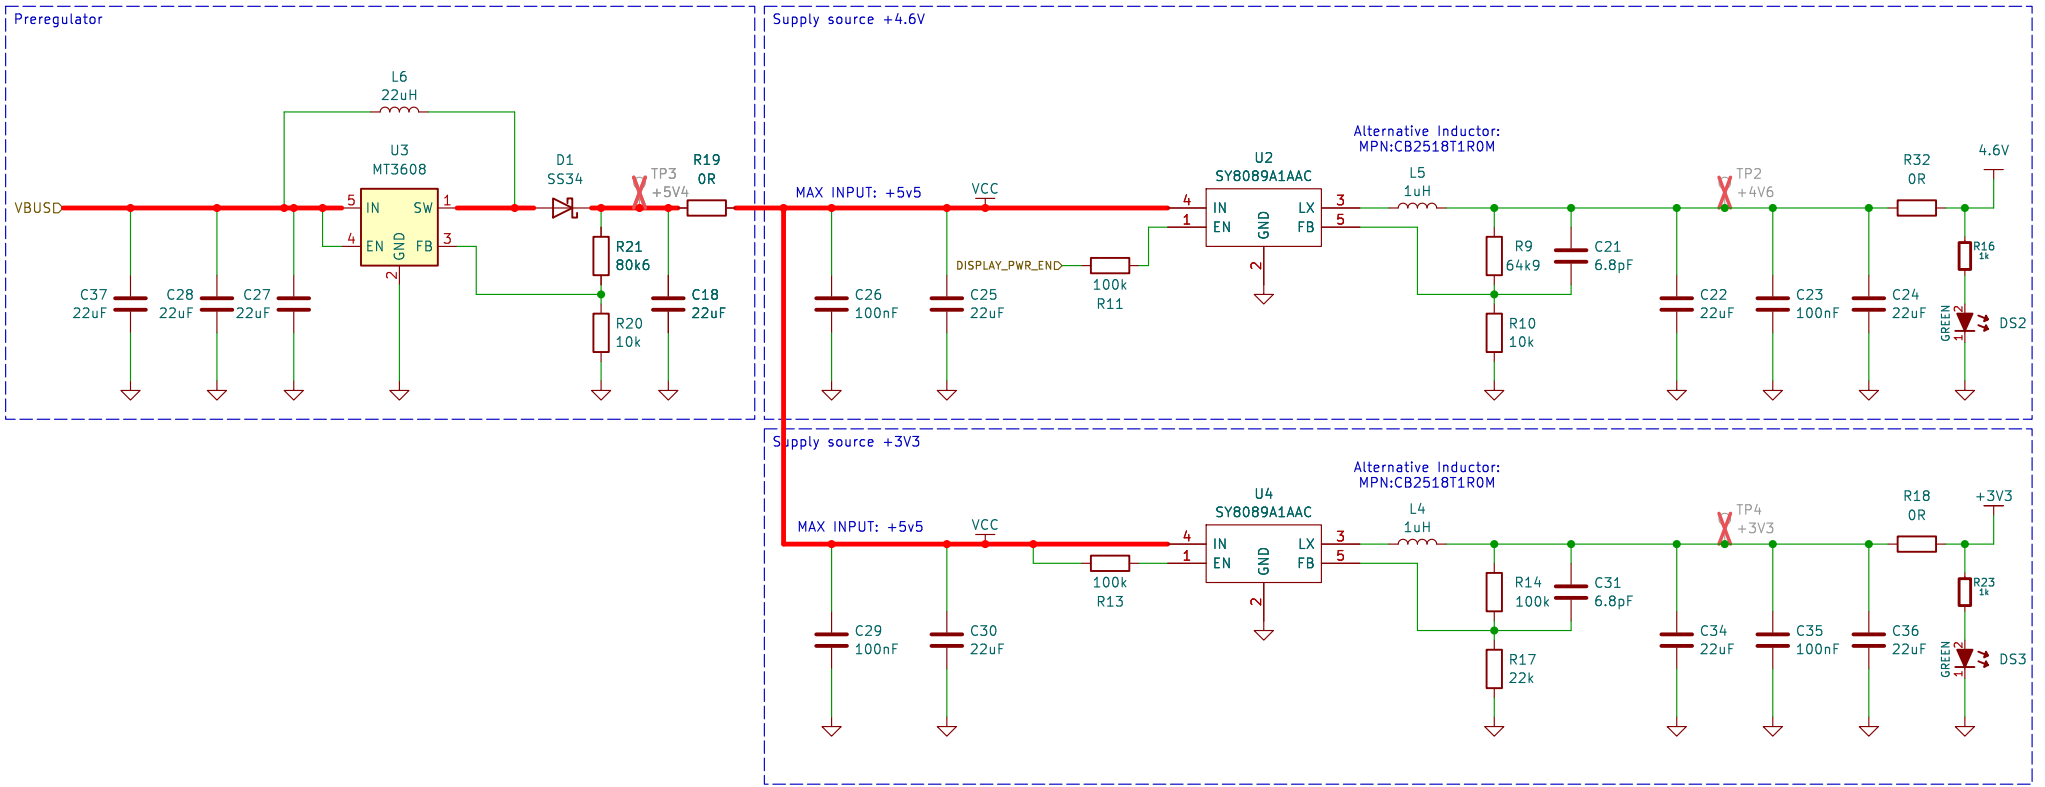 Preregulator
L6
22uH
U3
MT3608
VBUS
5
IN
SW
1
4
EN
GND
FB
3
2
D1
SS34
TP3
+5V4
R19
0R
R21
80k6
R20
10k
C37
22uF
C28
22uF
C27
22uF
C18
22uF
Supply source +4.6V
MAX INPUT: +5v5
VCC
DISPLAY_PWR_EN
100k
R11
C26
100nF
C25
22uF
U2
SY8089A1AAC
4
IN
LX
3
1
EN
GND
FB
5
2
Alternative Inductor:
MPN:CB2518T1R0M
L5
1uH
R9
64k9
C21
6.8pF
R10
10k
C22
22uF
TP2
+4V6
C23
100nF
C24
22uF
R32
0R
4.6V
R16
1k
GREEN
2
1
DS2
Supply source +3V3
MAX INPUT: +5v5
VCC
100k
R13
C29
100nF
C30
22uF
U4
SY8089A1AAC
4
IN
LX
3
1
EN
GND
FB
5
2
Alternative Inductor:
MPN:CB2518T1R0M
L4
1uH
R14
100k
C31
6.8pF
R17
22k
C34
22uF
TP4
+3V3
C35
100nF
C36
22uF
R18
0R
+3V3
R23
1k
GREEN
2
1
DS3